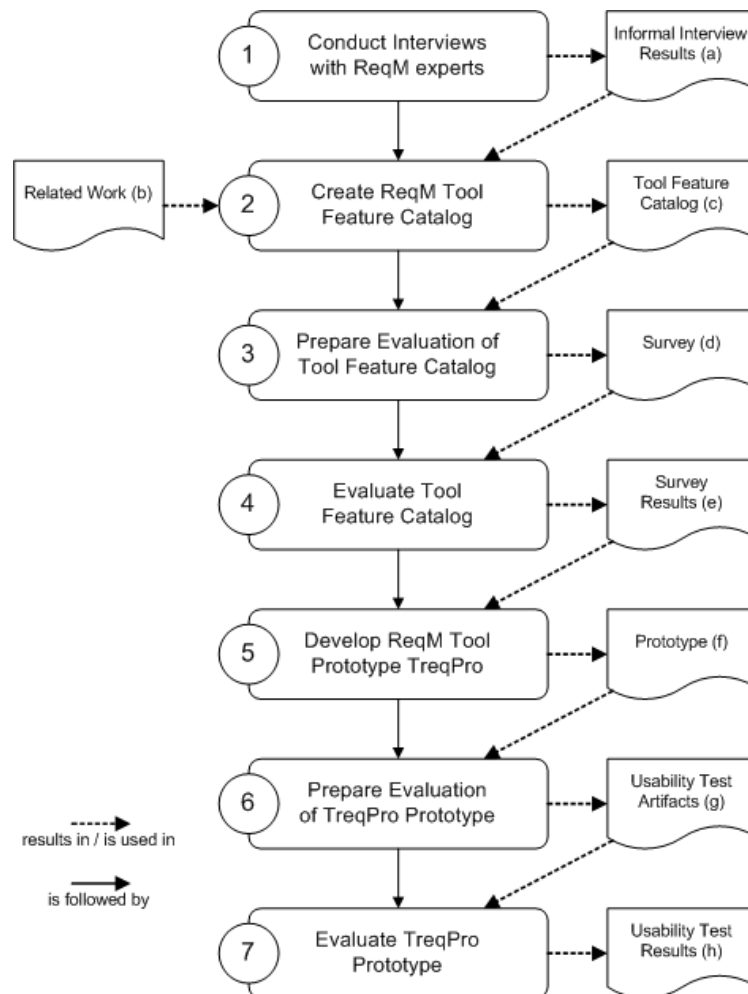 1
Conduct Interviews
with ReqM experts
Informal Interview
Results (a)
Related Work (b)
2
Create ReqM Tool
Feature Catalog
Tool Feature
Catalog (c)
3
Prepare Evaluation of
Tool Feature Catalog
Survey (d)
4
Evaluate Tool
Feature Catalog
Survey
Results (e)
5
Develop ReqM Tool
Prototype TreqPro
Prototype (f)
6
Prepare Evaluation
of TreqPro Prototype
Usability Test
Artifacts (g)
results in / is used in
is followed by
7
Evaluate TreqPro
Prototype
Usability Test
Results (h)